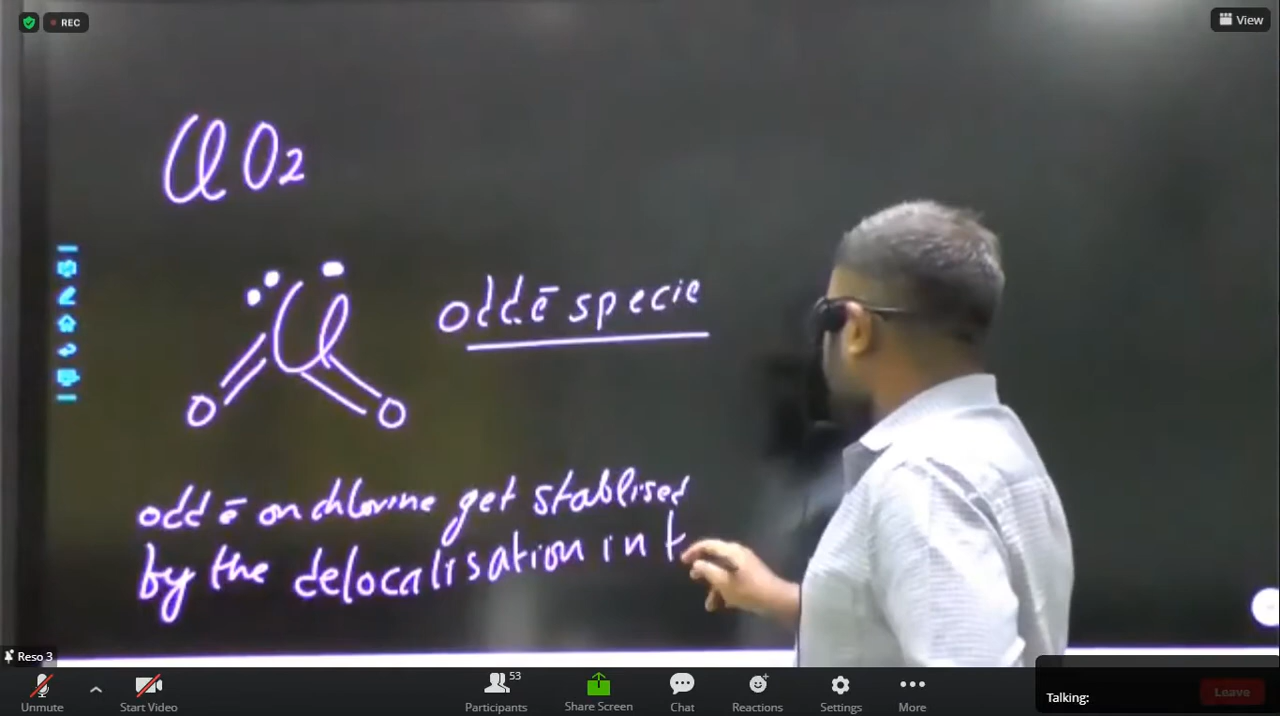 REC
View
ClO2
Cl
O O
odd ē specie
odd ē on chlorine get stablised
by the delocalisation in t
Reso 3
Unmute
Start Video
Participants 53
Share Screen
Chat
Reactions
Settings
More
Talking:
Leave